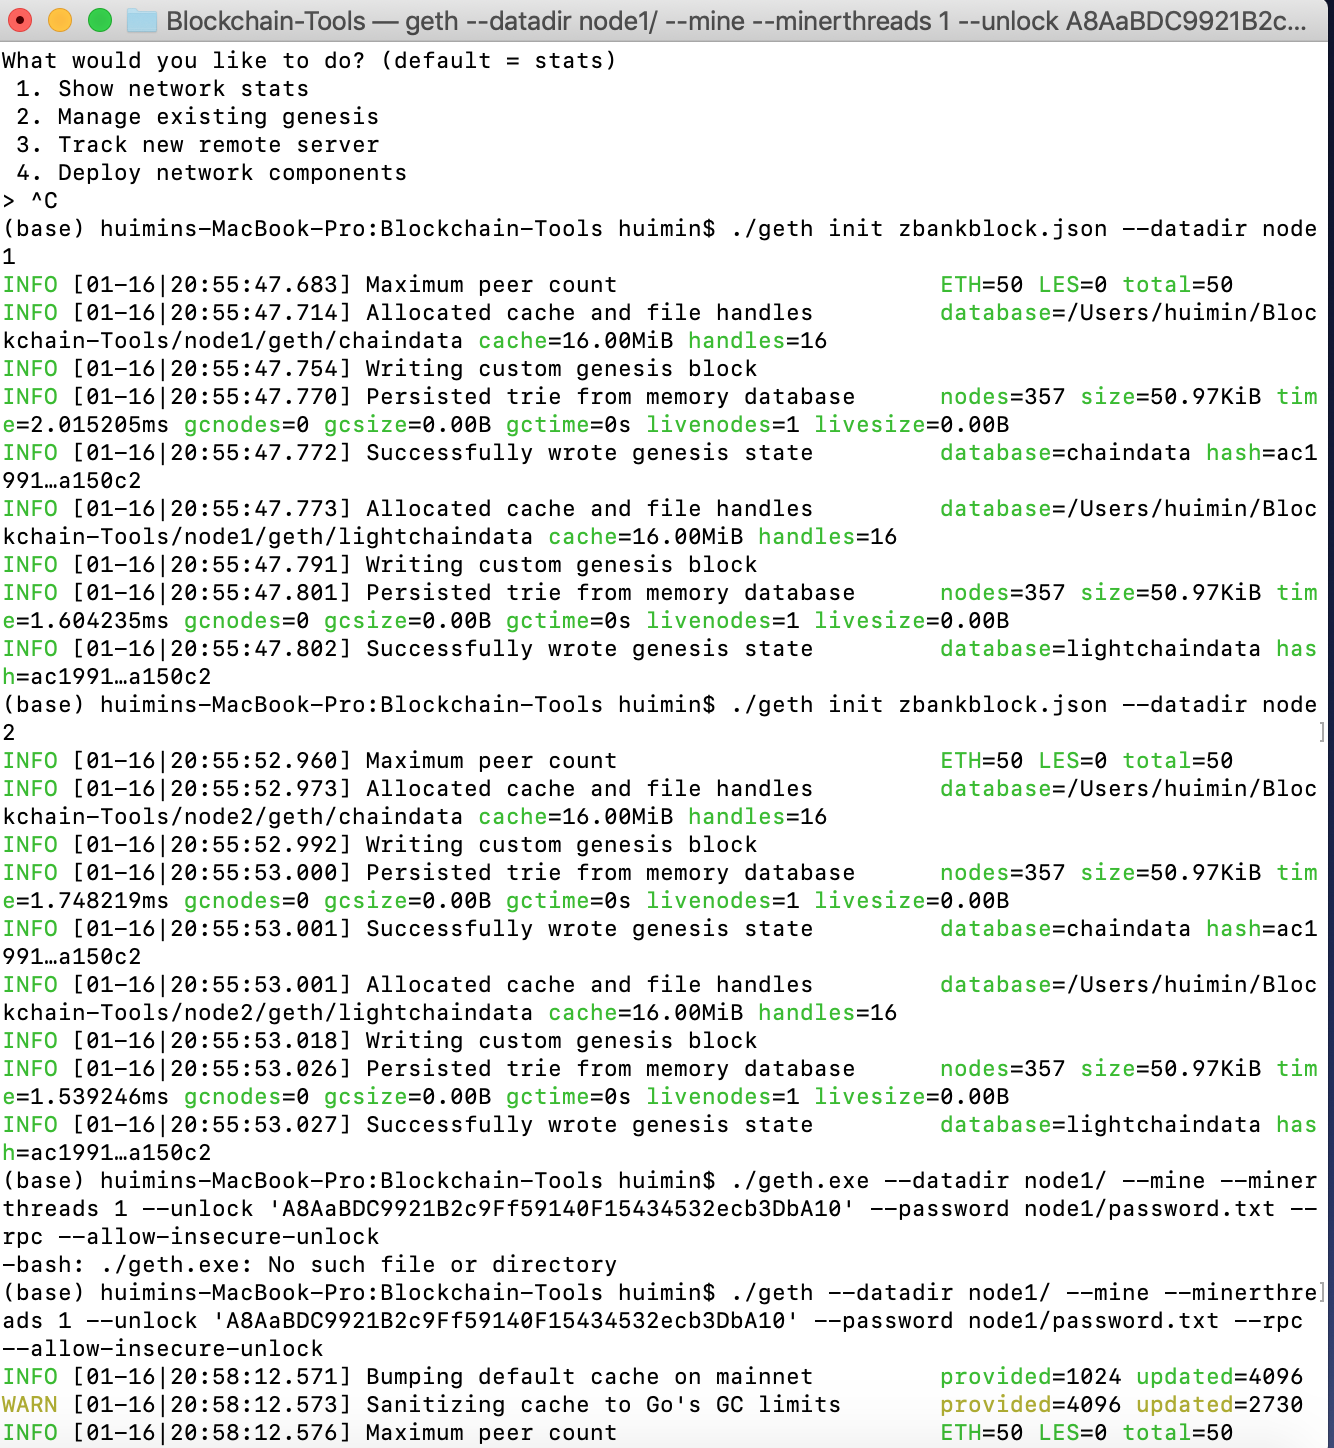 Blockchain-Tools — geth --datadir node1/ --mine --minerthreads 1 --unlock A8AaBDC9921B2c...
What would you like to do? (default = stats)
 1. Show network stats
 2. Manage existing genesis
 3. Track new remote server
 4. Deploy network components
> ^C
(base) huimins-MacBook-Pro:Blockchain-Tools huimin$ ./geth init zbankblock.json --datadir node
1
INFO [01-16|20:55:47.683] Maximum peer count                       ETH=50 LES=0 total=50
INFO [01-16|20:55:47.714] Allocated cache and file handles         database=/Users/huimin/Bloc
kchain-Tools/node1/geth/chaindata cache=16.00MiB handles=16
INFO [01-16|20:55:47.754] Writing custom genesis block
INFO [01-16|20:55:47.770] Persisted trie from memory database      nodes=357 size=50.97KiB tim
e=2.015205ms gcnodes=0 gcsize=0.00B gctime=0s livenodes=1 livesize=0.00B
INFO [01-16|20:55:47.772] Successfully wrote genesis state         database=chaindata hash=ac1
991…a150c2
INFO [01-16|20:55:47.773] Allocated cache and file handles         database=/Users/huimin/Bloc
kchain-Tools/node1/geth/lightchaindata cache=16.00MiB handles=16
INFO [01-16|20:55:47.791] Writing custom genesis block
INFO [01-16|20:55:47.801] Persisted trie from memory database      nodes=357 size=50.97KiB tim
e=1.604235ms gcnodes=0 gcsize=0.00B gctime=0s livenodes=1 livesize=0.00B
INFO [01-16|20:55:47.802] Successfully wrote genesis state         database=lightchaindata has
h=ac1991…a150c2
(base) huimins-MacBook-Pro:Blockchain-Tools huimin$ ./geth init zbankblock.json --datadir node
2 ]
INFO [01-16|20:55:52.960] Maximum peer count                       ETH=50 LES=0 total=50
INFO [01-16|20:55:52.973] Allocated cache and file handles         database=/Users/huimin/Bloc
kchain-Tools/node2/geth/chaindata cache=16.00MiB handles=16
INFO [01-16|20:55:52.992] Writing custom genesis block
INFO [01-16|20:55:53.000] Persisted trie from memory database      nodes=357 size=50.97KiB tim
e=1.748219ms gcnodes=0 gcsize=0.00B gctime=0s livenodes=1 livesize=0.00B
INFO [01-16|20:55:53.001] Successfully wrote genesis state         database=chaindata hash=ac1
991…a150c2
INFO [01-16|20:55:53.001] Allocated cache and file handles         database=/Users/huimin/Bloc
kchain-Tools/node2/geth/lightchaindata cache=16.00MiB handles=16
INFO [01-16|20:55:53.018] Writing custom genesis block
INFO [01-16|20:55:53.026] Persisted trie from memory database      nodes=357 size=50.97KiB tim
e=1.539246ms gcnodes=0 gcsize=0.00B gctime=0s livenodes=1 livesize=0.00B
INFO [01-16|20:55:53.027] Successfully wrote genesis state         database=lightchaindata has
h=ac1991…a150c2
(base) huimins-MacBook-Pro:Blockchain-Tools huimin$ ./geth.exe --datadir node1/ --mine --miner
threads 1 --unlock 'A8AaBDC9921B2c9Ff59140F15434532ecb3DbA10' --password node1/password.txt --
rpc --allow-insecure-unlock
-bash: ./geth.exe: No such file or directory
(base) huimins-MacBook-Pro:Blockchain-Tools huimin$ ./geth --datadir node1/ --mine --minerthre]
ads 1 --unlock 'A8AaBDC9921B2c9Ff59140F15434532ecb3DbA10' --password node1/password.txt --rpc
--allow-insecure-unlock
INFO [01-16|20:58:12.571] Bumping default cache on mainnet         provided=1024 updated=4096
WARN [01-16|20:58:12.573] Sanitizing cache to Go's GC limits       provided=4096 updated=2730
INFO [01-16|20:58:12.576] Maximum peer count                       ETH=50 LES=0 total=50